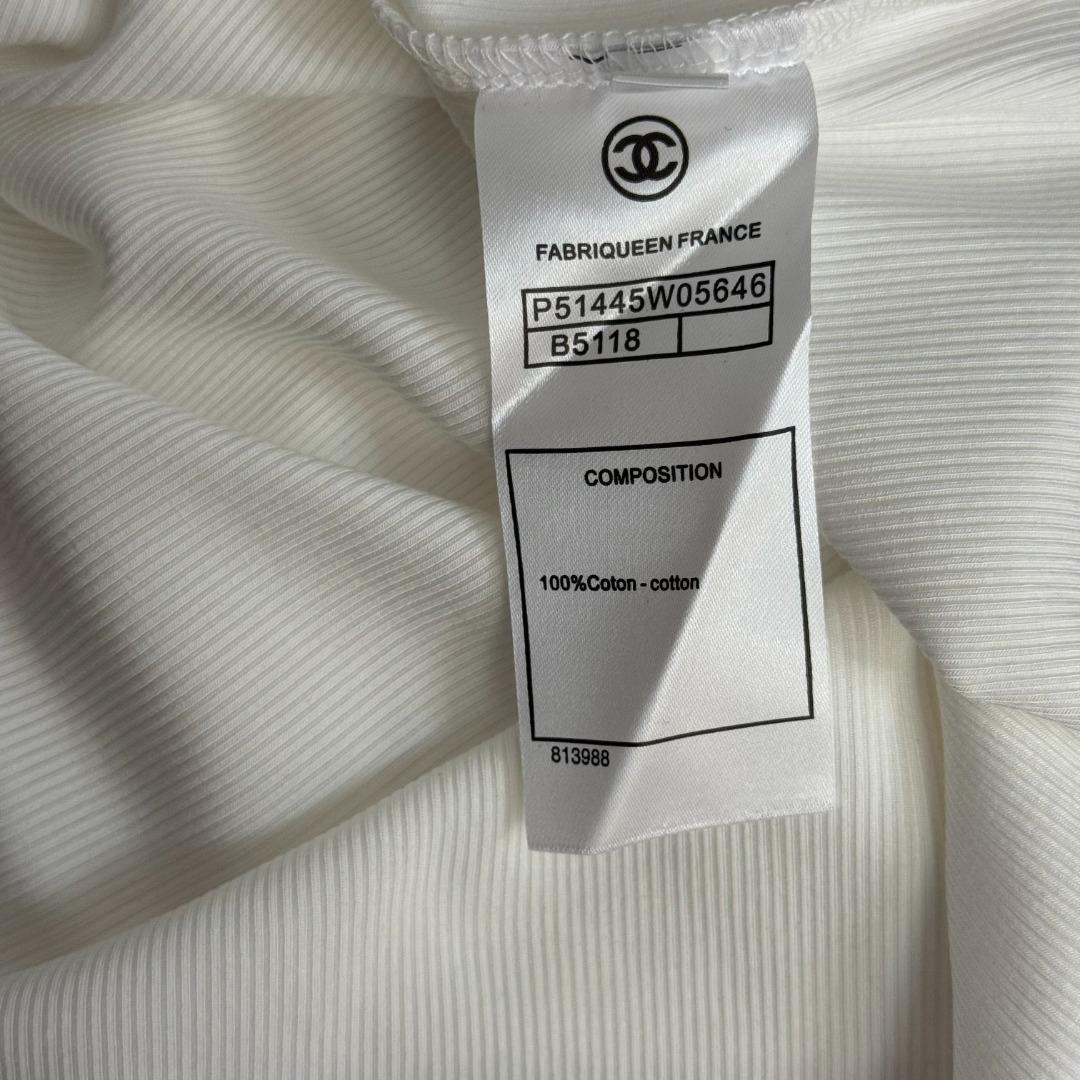 FABRIQUEEN FRANCE
P51445W05646
B5118
COMPOSITION
100%Coton - cotton
813988